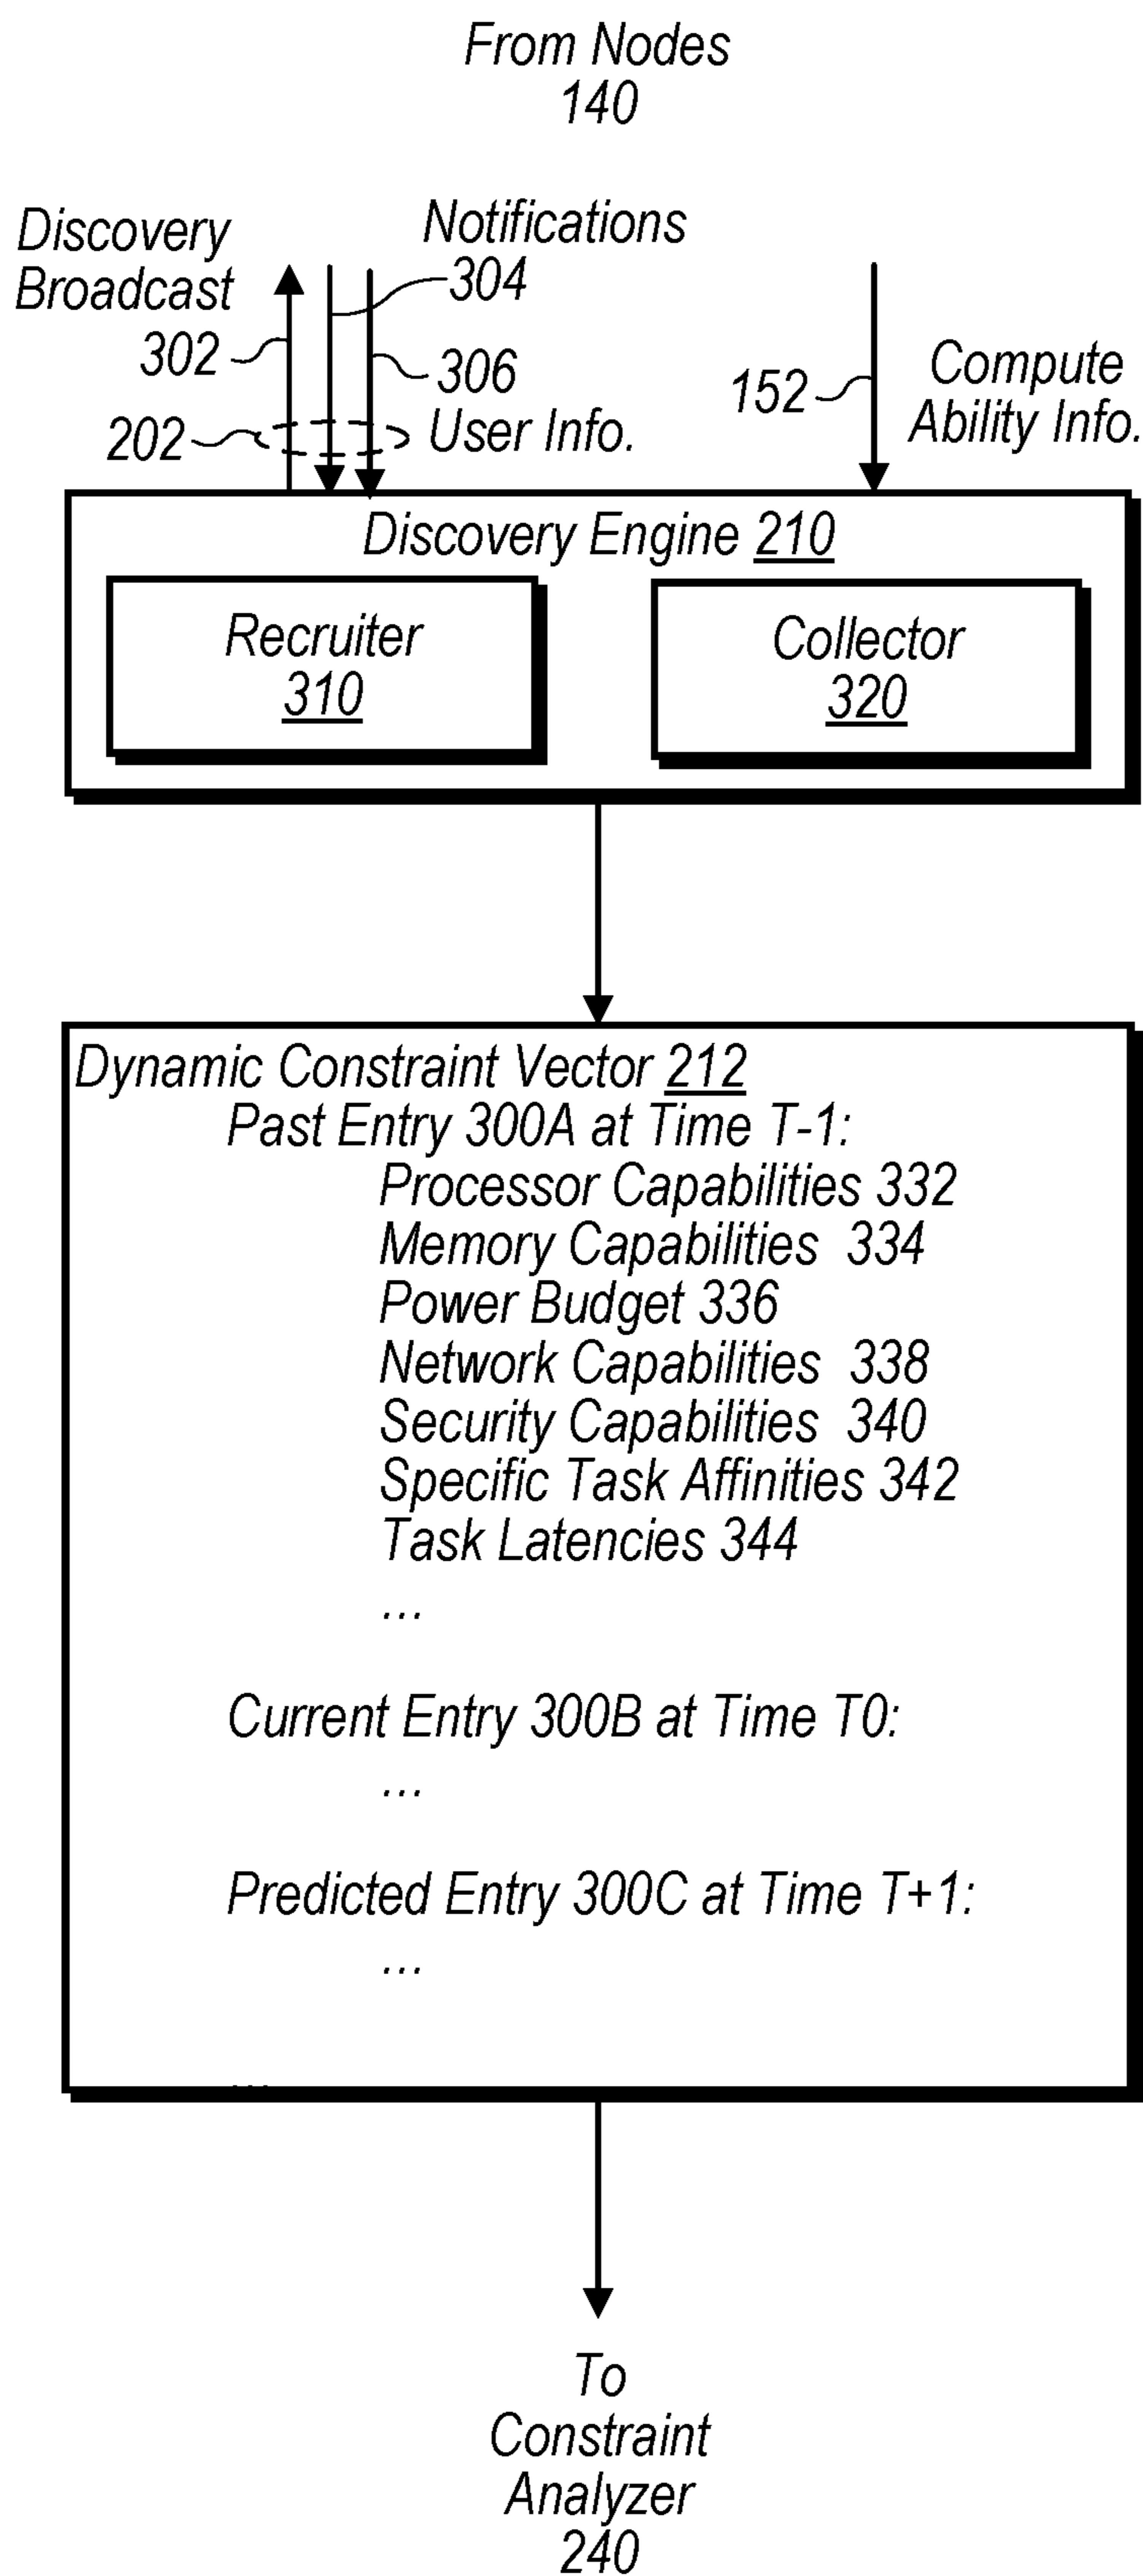 From Nodes
140
Discovery
Broadcast
302
202
Notifications
304
306
User Info.
152
Compute
Ability Info.
Discovery Engine 210
Recruiter
310
Collector
320
Dynamic Constraint Vector 212
Past Entry 300A at Time T-1:
Processor Capabilities 332
Memory Capabilities 334
Power Budget 336
Network Capabilities 338
Security Capabilities 340
Specific Task Affinities 342
Task Latencies 344
...
Current Entry 300B at Time T0:
...
Predicted Entry 300C at Time T+1:
...
...
To
Constraint
Analyzer
240